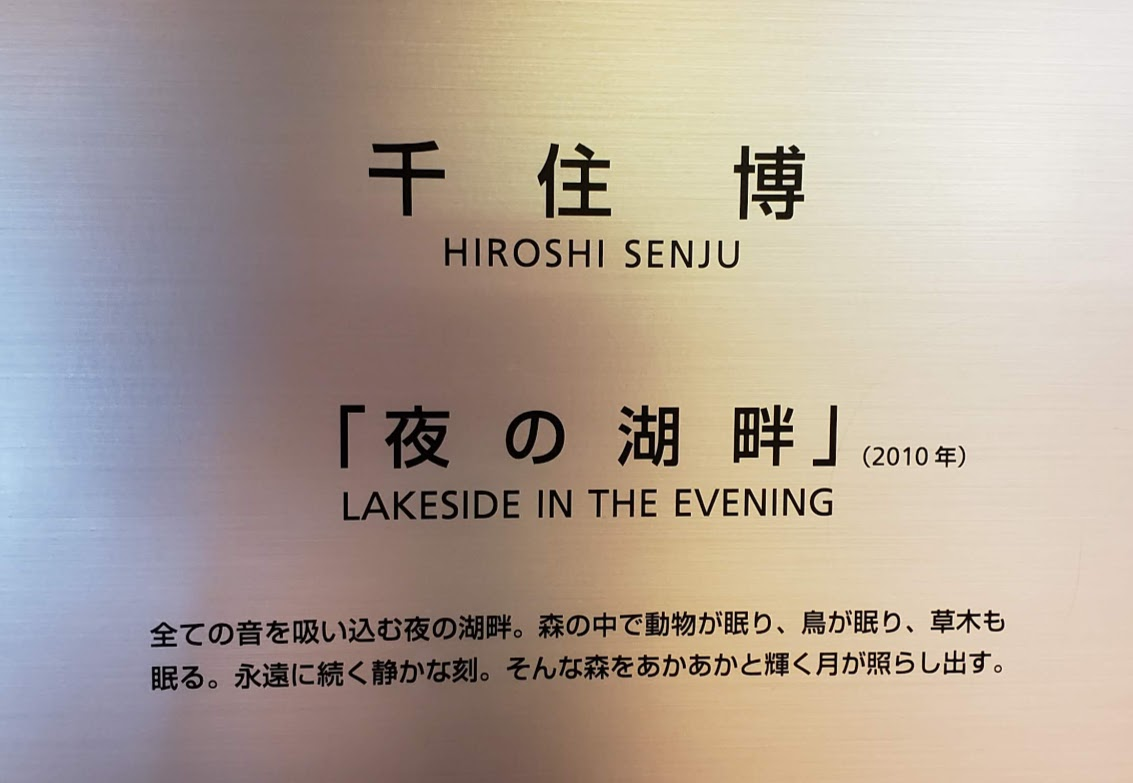 千住博
HIROSHI SENJU
「夜の湖畔」(2010年)
LAKESIDE IN THE EVENING
全ての音を吸い込む夜の湖畔。森の中で動物が眠り、鳥が眠り、草木も
眠る。永遠に続く静かな刻。そんな森をあかあかと輝く月が照らし出す。